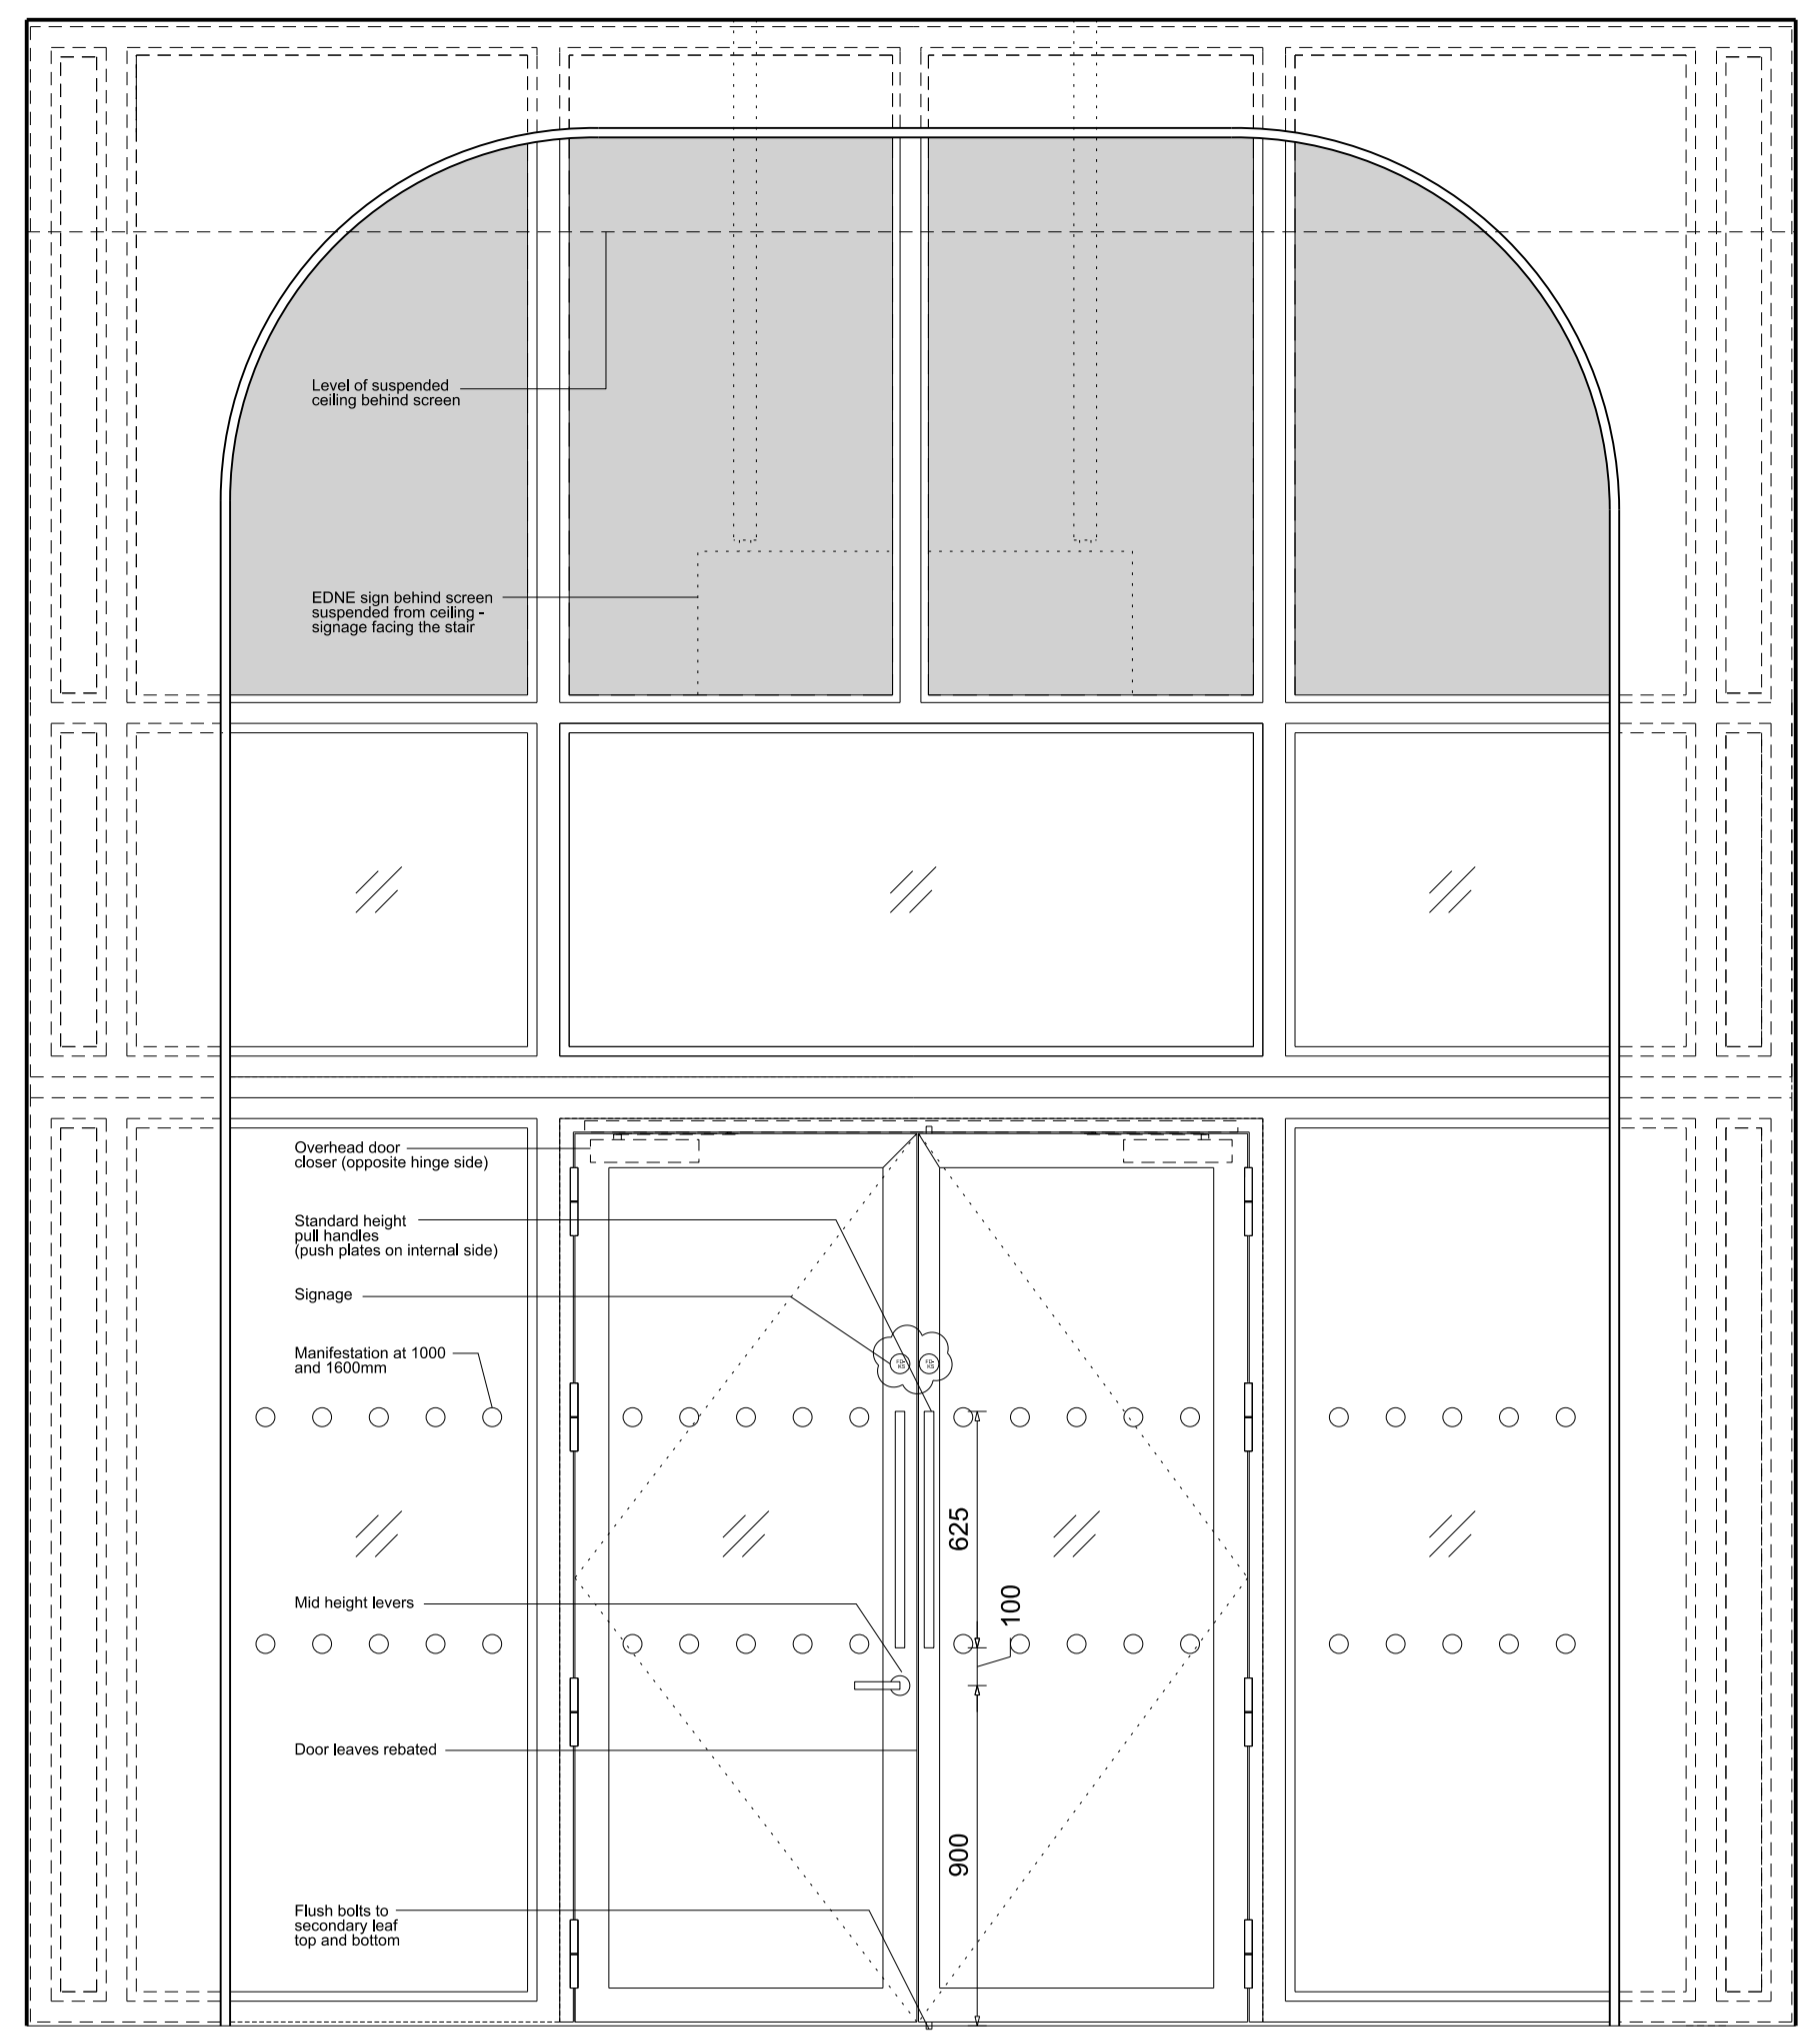 Level of suspended
ceiling behind screen
EDNE sign behind screen
suspended from ceiling -
signage facing the stair
Overhead door
closer (opposite hinge side)
Standard height
pull handles
(push plates on internal side)
Signage
Manifestation at 1000
and 1600mm
625
100
Mid height levers
Door leaves rebated
900
Flush bolts to
secondary leaf
top and bottom